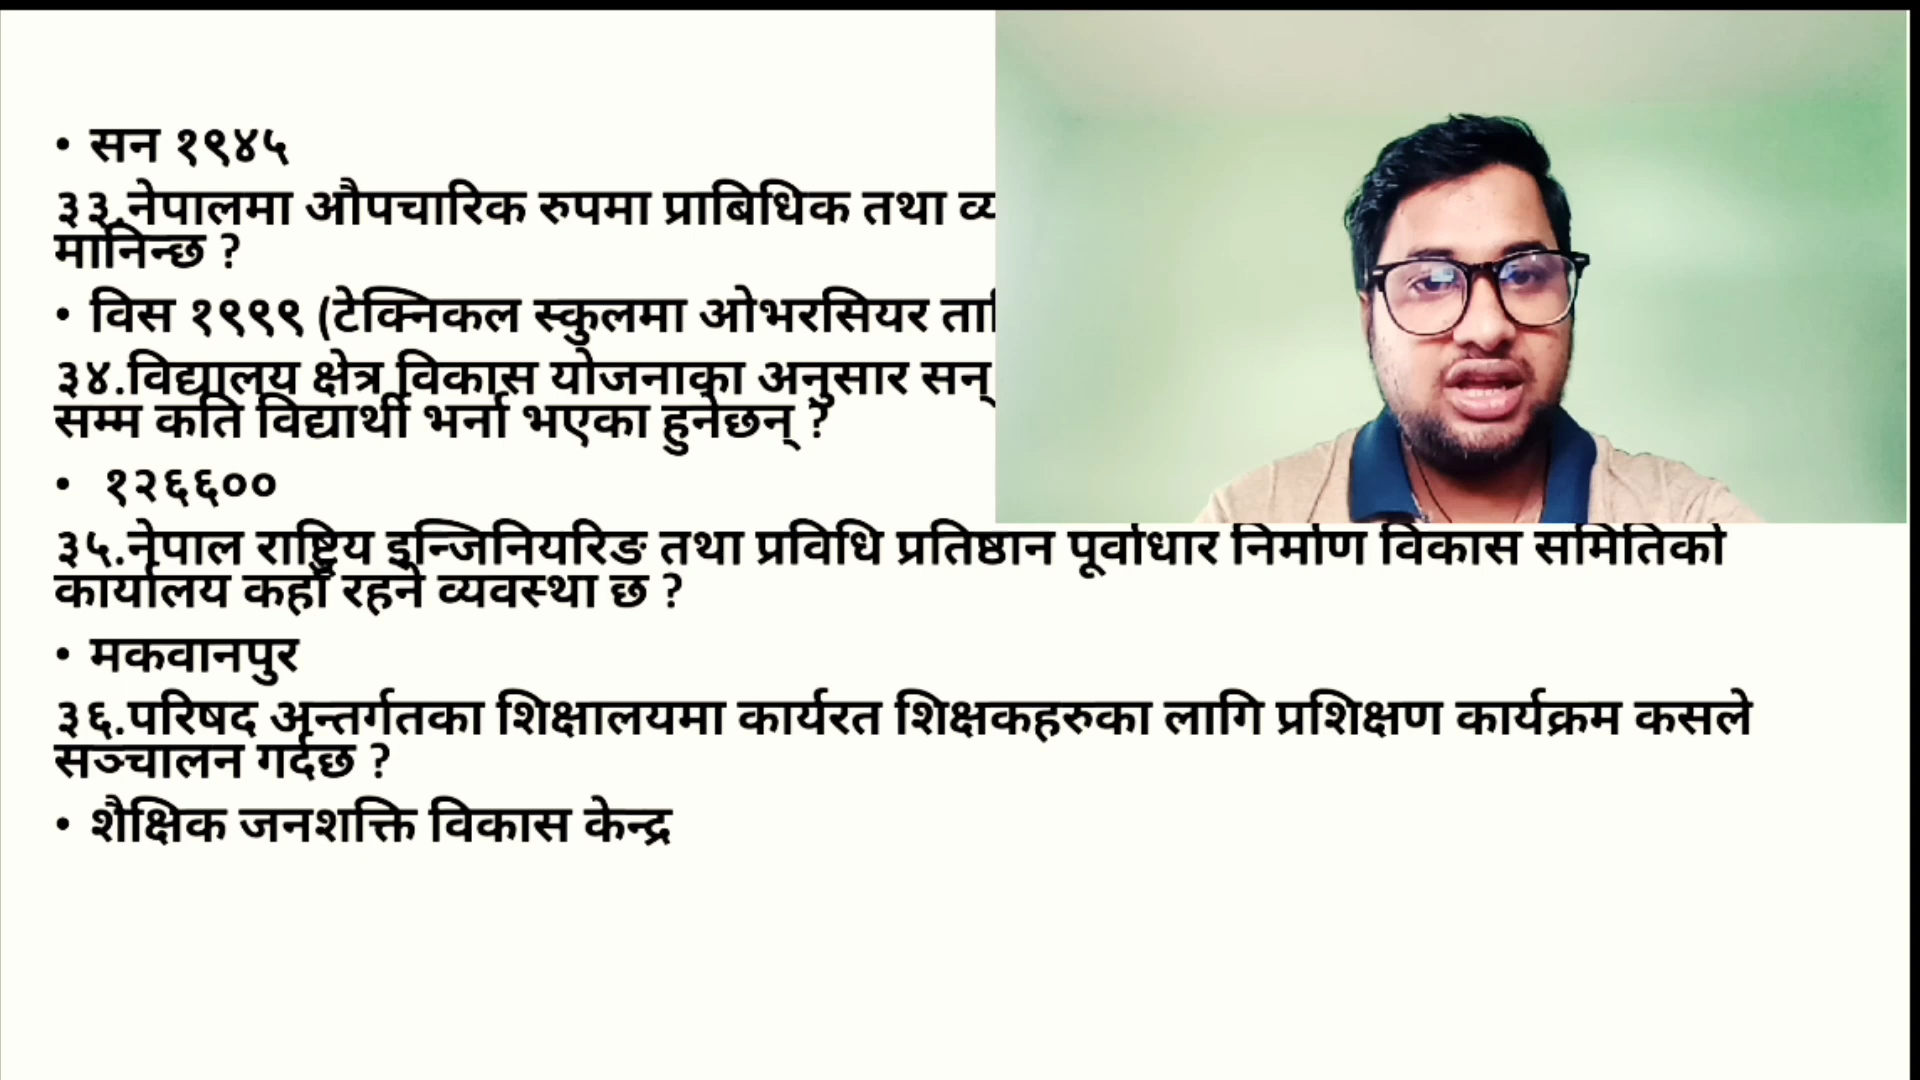 • सन १९४५
३३.नेपालमा औपचारिक रुपमा प्राबिधिक तथा
मानिन्छ ?
• विस १९९९ (टेक्निकल स्कुलमा ओभरसियर
३४.विद्यालय क्षेत्र विकास योजनाका अनुसार सन्
सम्म कति विद्यार्थी भर्ना भएका हुनेछन् ?
• १२६६००
३५.नेपाल राष्ट्रिय इन्जिनियरिङ तथा प्रविधि प्रतिष्ठान पूर्वाधार निर्माण विकास समितिको
कार्यालय कहाँ रहने व्यवस्था छ ?
• मकवानपुर
३६.परिषद अन्तर्गतका शिक्षालयमा कार्यरत शिक्षकहरुका लागि प्रशिक्षण कार्यक्रम कसले
सञ्चालन गर्दछ ?
• शैक्षिक जनशक्ति विकास केन्द्र